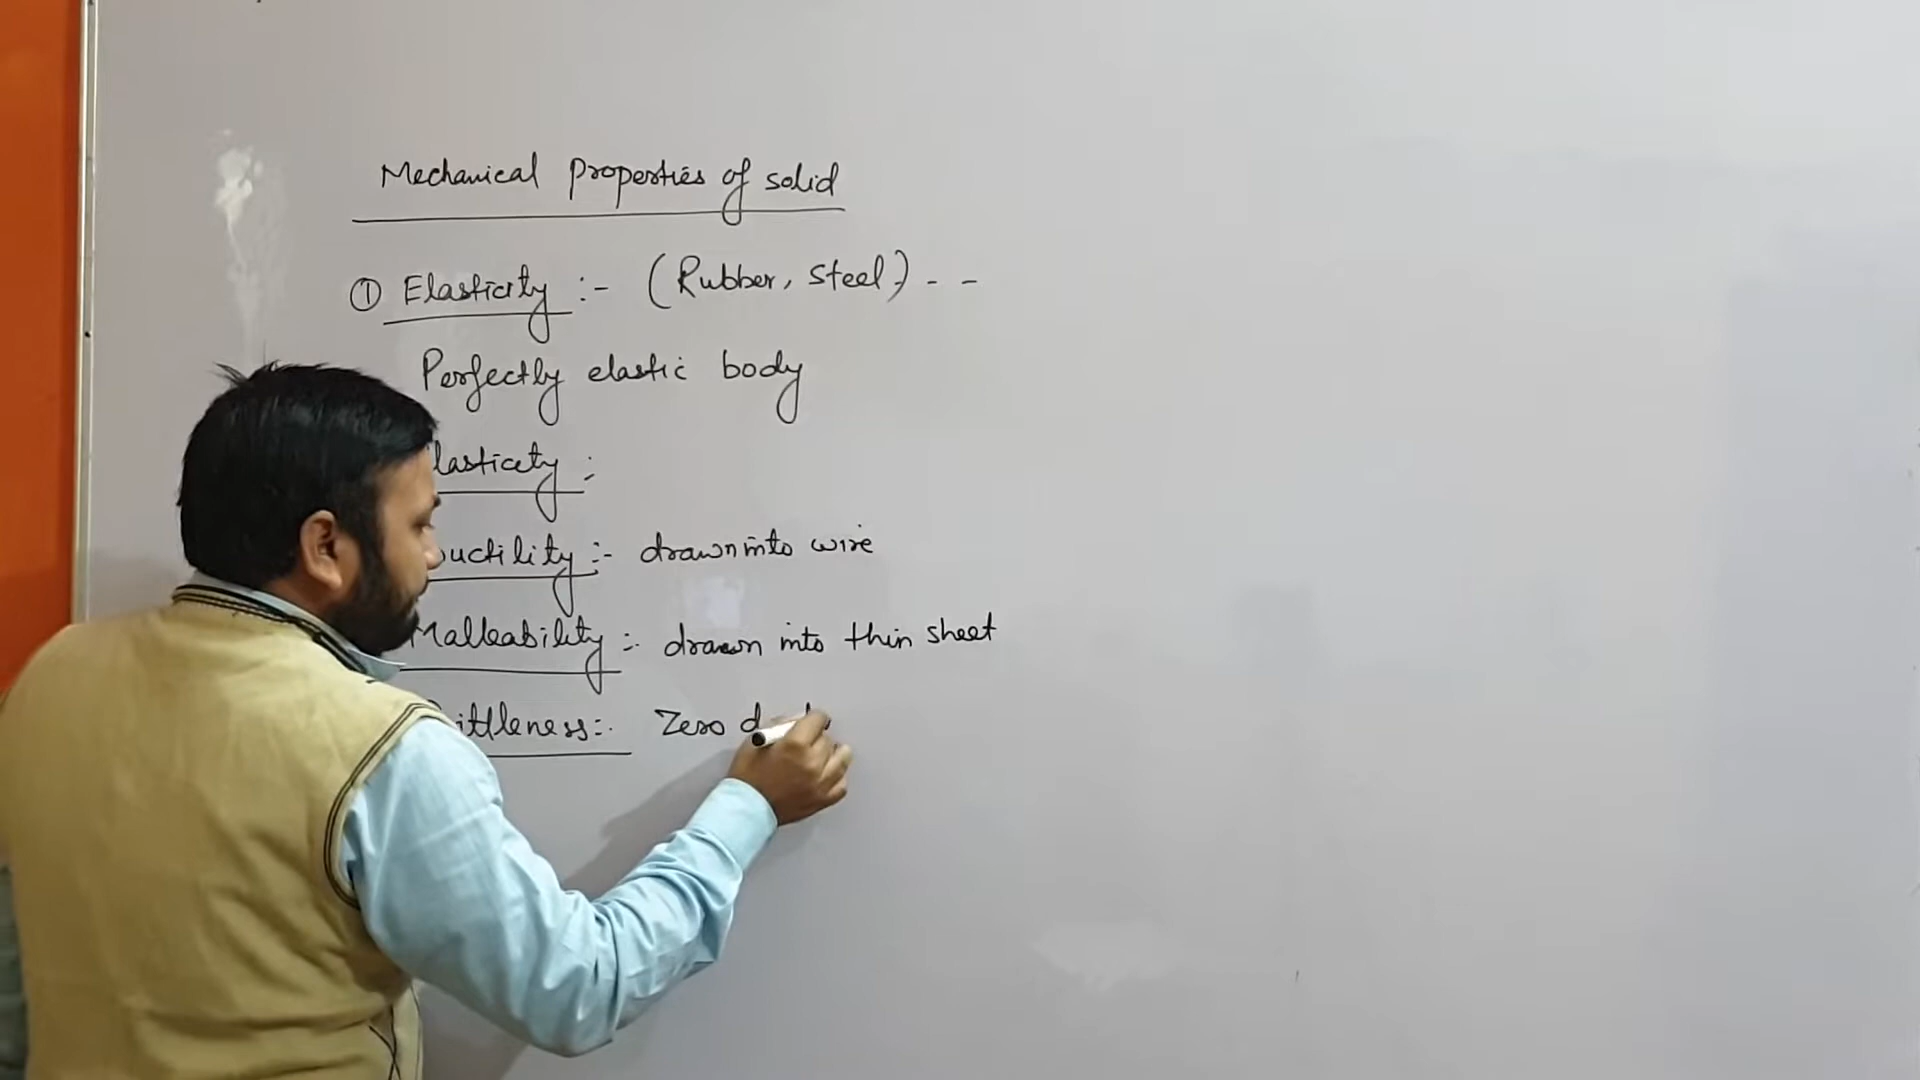 Mechanical properties of solid
① Elasticity :- (Rubber, Steel) - -
Perfectly elastic body
lasticity :-
uctility :- drawn into wire
Malleability :- drawn into thin sheet
ittleness :- Zero